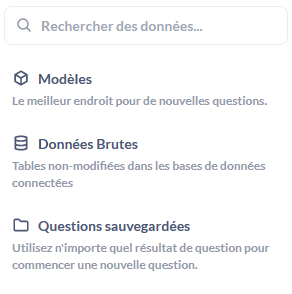 Rechercher des données...
Modèles
Le meilleur endroit pour de nouvelles questions.
Données Brutes
Tables non-modifiées dans les bases de données
connectées
Questions sauvegardées
Utilisez n'importe quel résultat de question pour
commencer une nouvelle question.